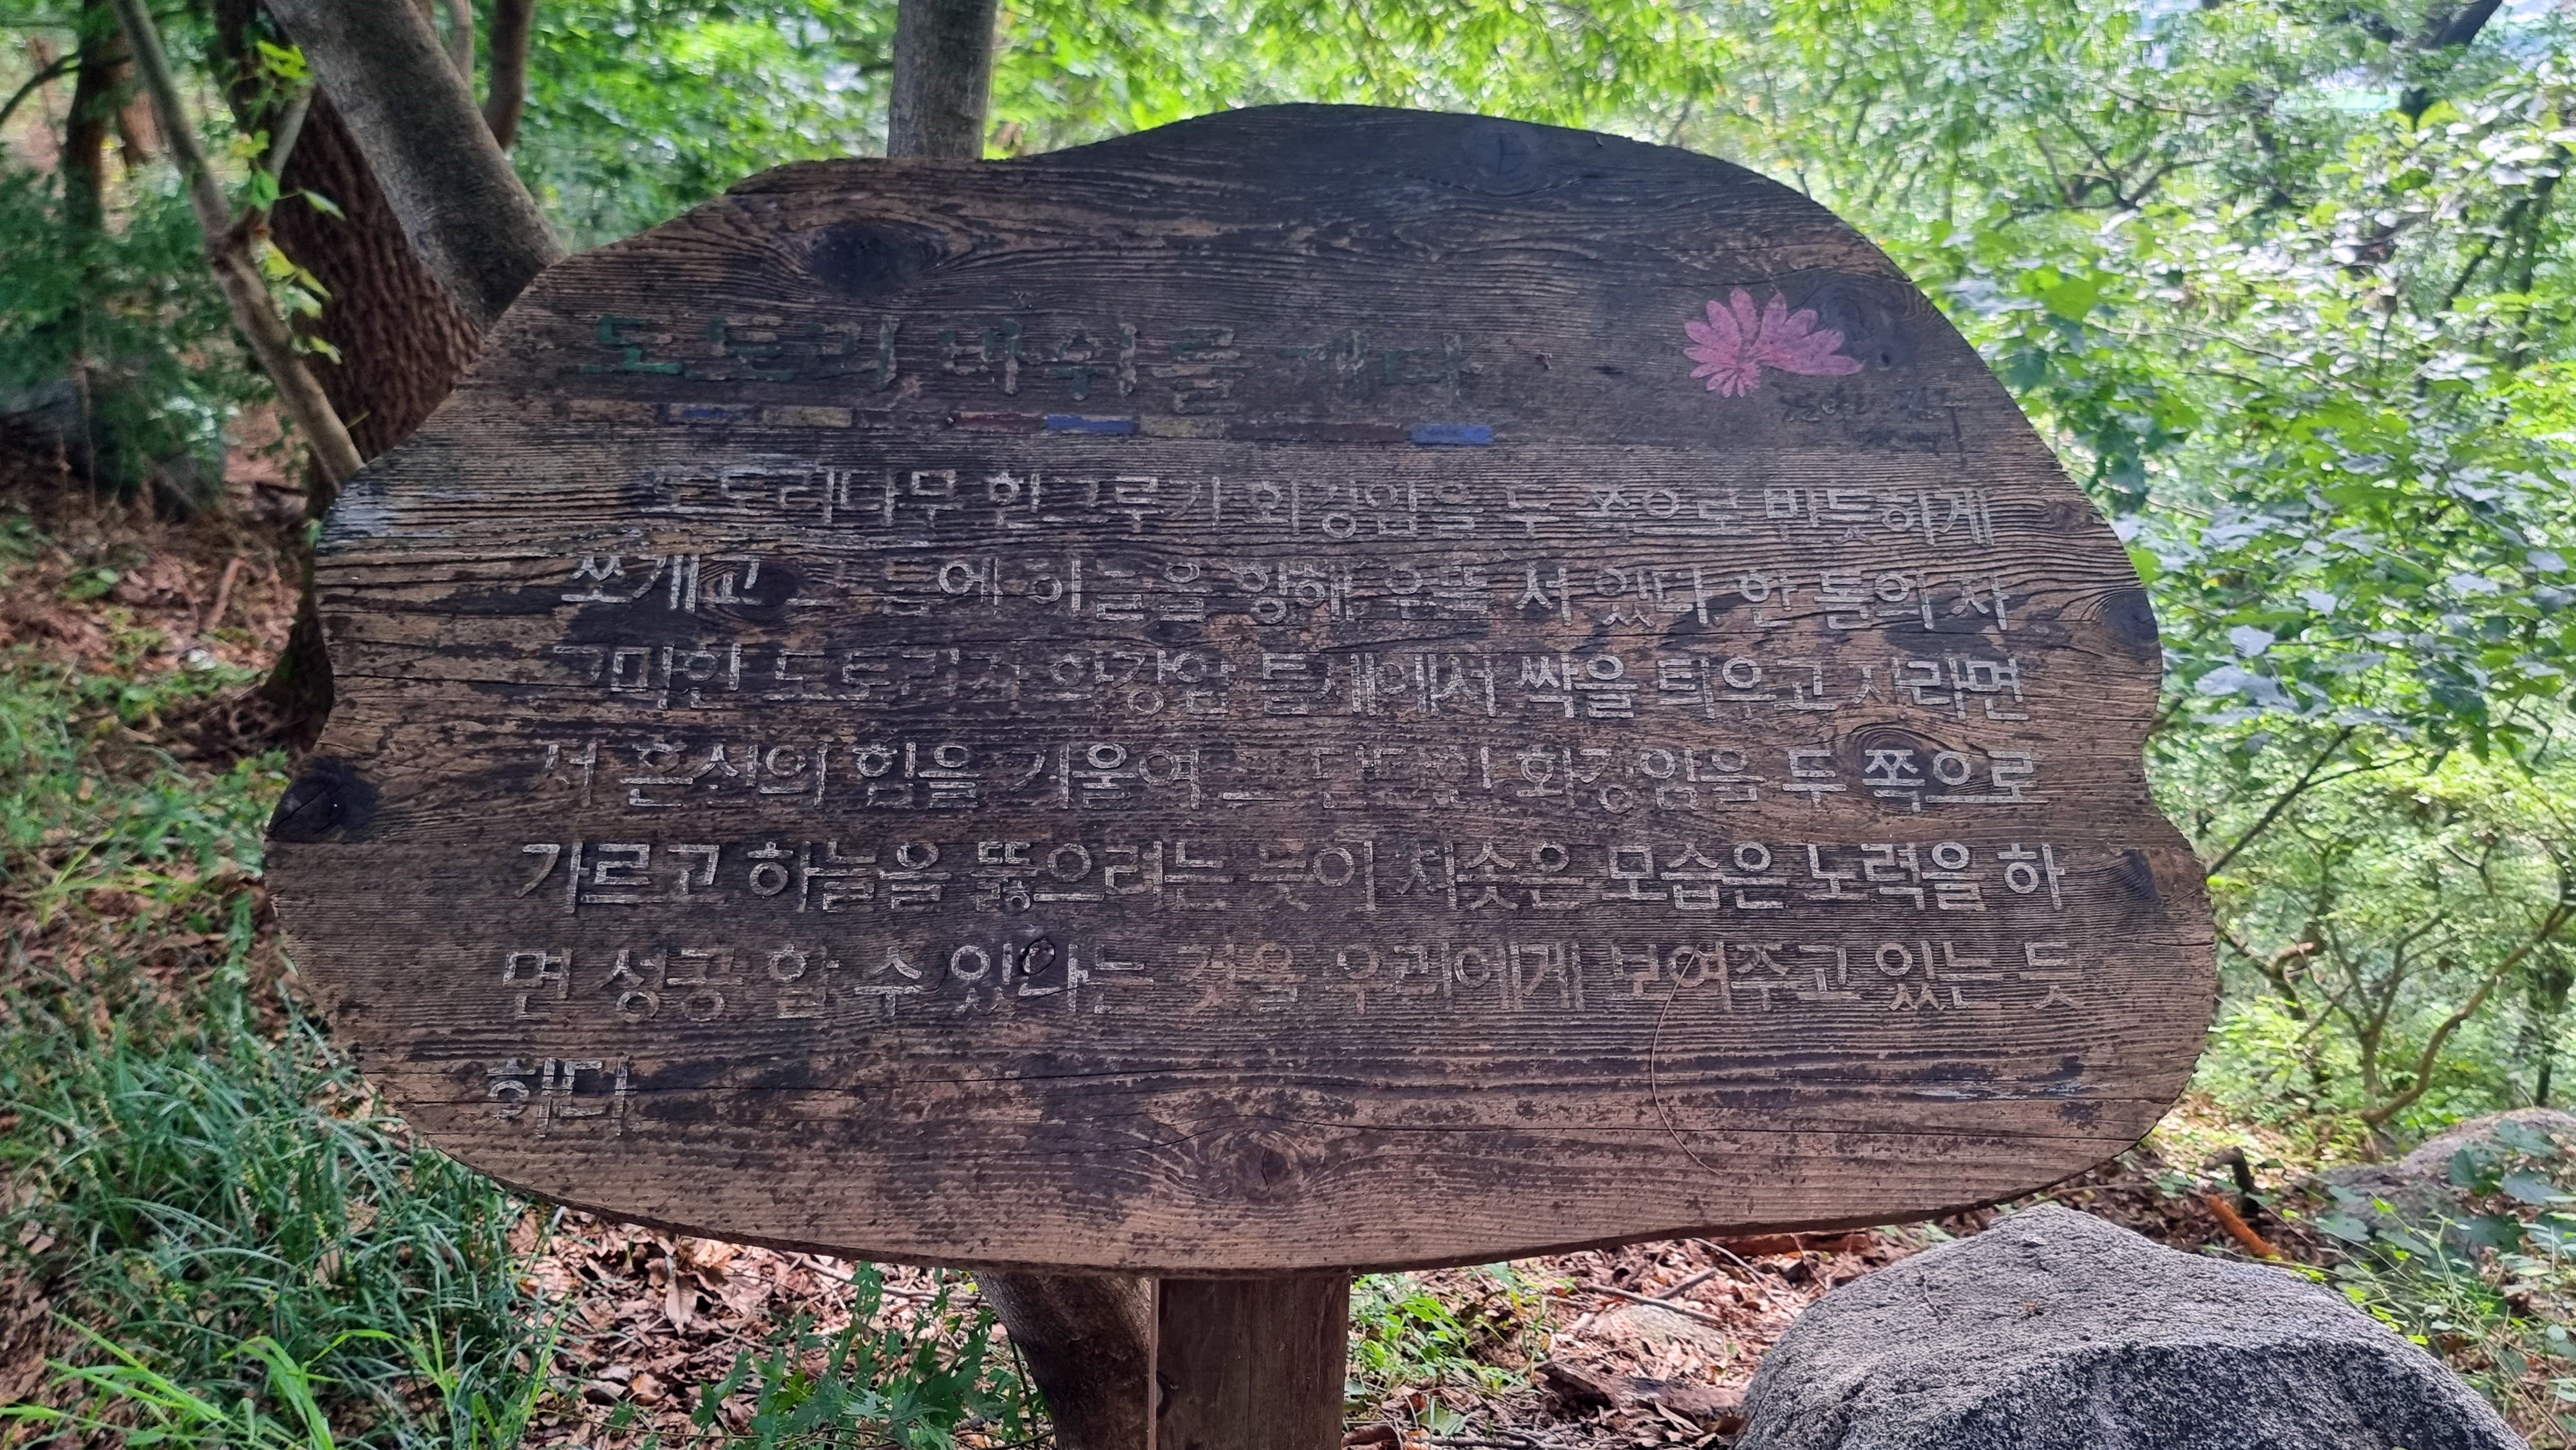 도토리 바위를 깨다
도토리나무 한그루가 화강암을 두 쪽으로 반듯하게
쪼개고 그 틈에 하늘을 향해 우뚝 서 있다 한 톨의 자
그마한 도토리가 화강암 틈새에서 싹을 틔우고 자라면
서 혼신의 힘을 기울여 그 단단한 화강암을 두 쪽으로
가르고 하늘을 뚫으려는 듯이 치솟은 모습은 노력을 하
면 성공 할 수 있다는 것을 우리에게 보여주고 있는 듯
하다